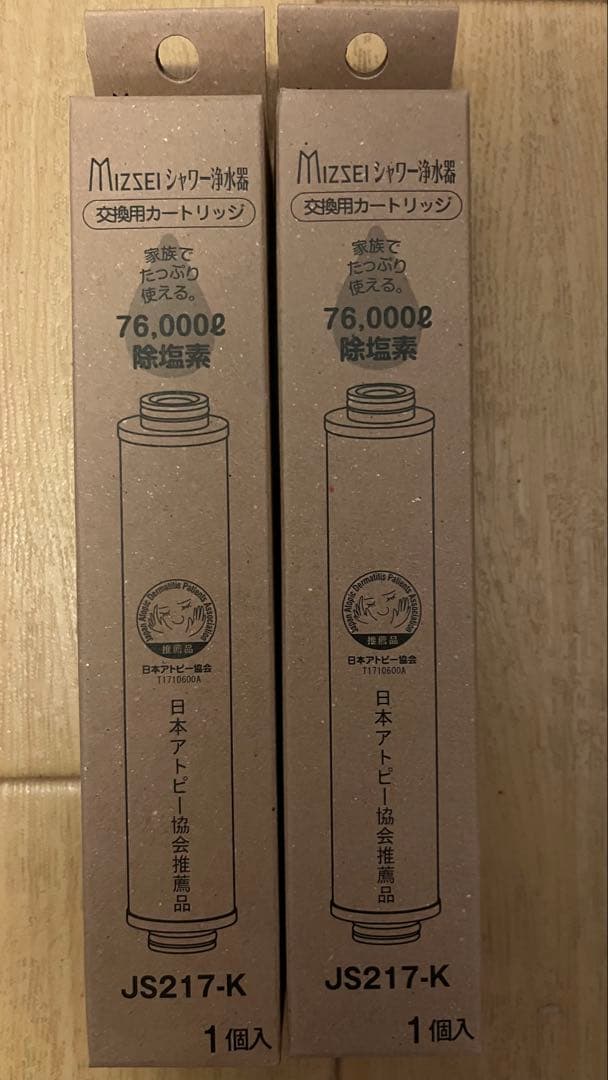 MIZSEI シャワー浄水器
交換用カートリッジ
家族で
たっぷり
使える。
76,000ℓ
除塩素
Japan Atopic Dermatitis Patients Association
推薦品
日本アトピー協会
T1710600A
日本アトピー協会推薦品
JS217-K
1個入
MIZSEI シャワー浄水器
交換用カートリッジ
家族で
たっぷり
使える。
76,000ℓ
除塩素
Japan Atopic Dermatitis Patients Association
推薦品
日本アトピー協会
T1710600A
日本アトピー協会推薦品
JS217-K
1個入